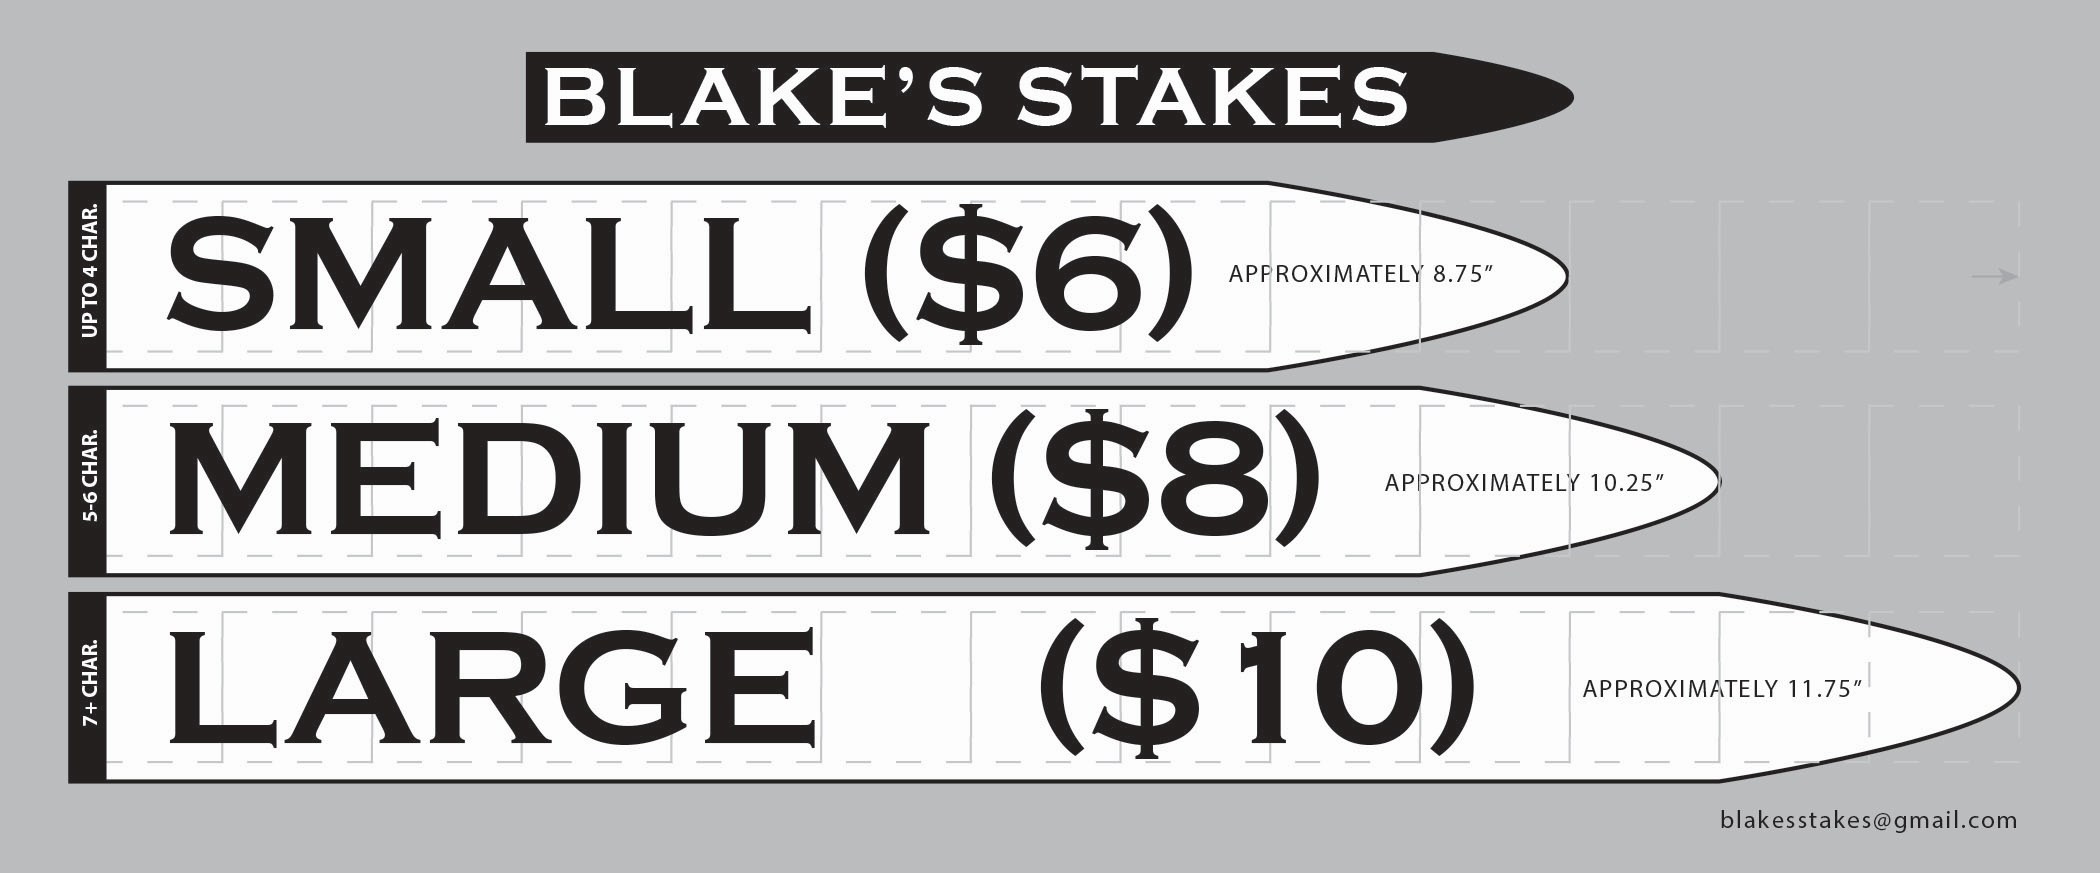 BLAKE’S STAKES
UP TO 4 CHAR.
SMALL ($6)
APPROXIMATELY 8.75”
5-6 CHAR.
MEDIUM ($8)
APPROXIMATELY 10.25”
7+ CHAR.
LARGE ($10)
APPROXIMATELY 11.75”
blakesstakes@gmail.com